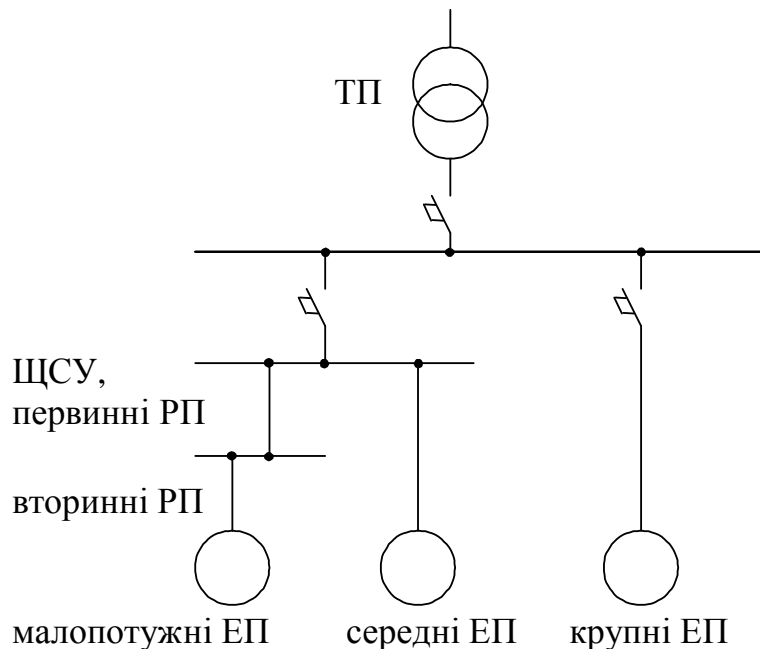 ТП
ЩСУ,
первинні РП
вторинні РП
малопотужні ЕП
середні ЕП
крупні ЕП